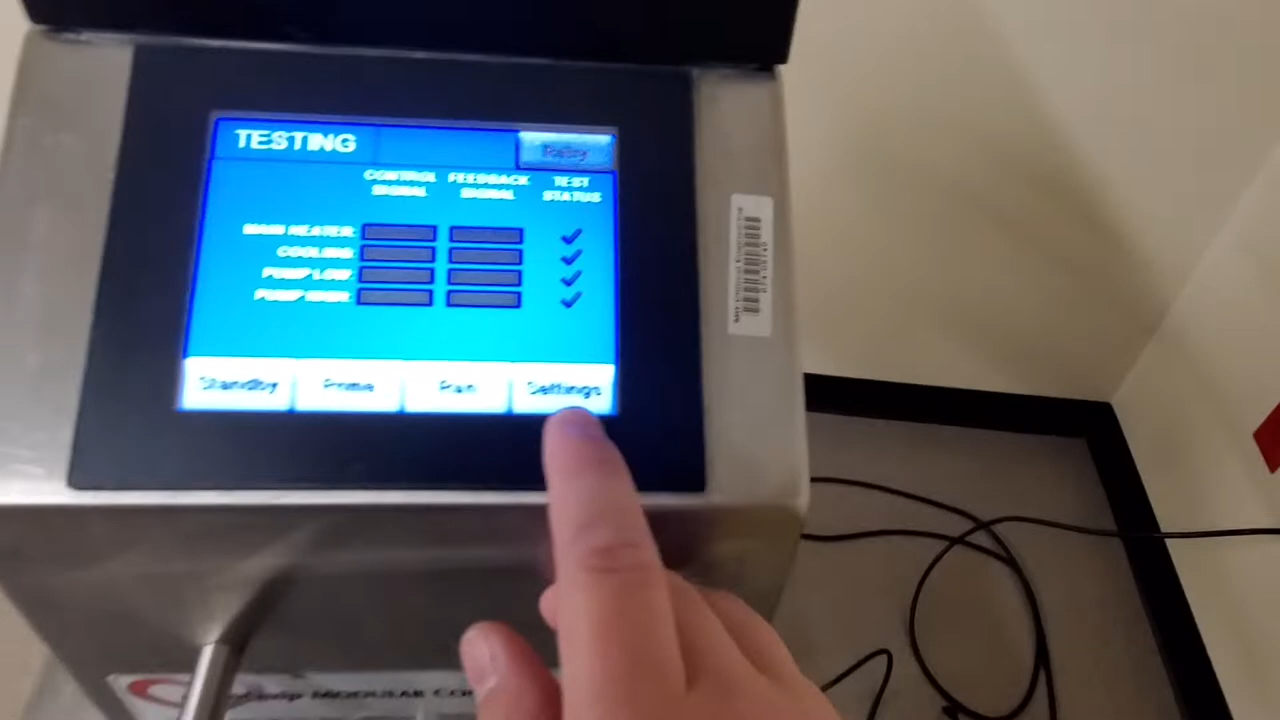 TESTING
Retry
CONTROL FEEDBACK TEST
SIGNAL SIGNAL STATUS
MAIN HEATER:
COOLING:
PUMP LOW:
PUMP HIGH:
Standby Prime Run Settings
MODULAR